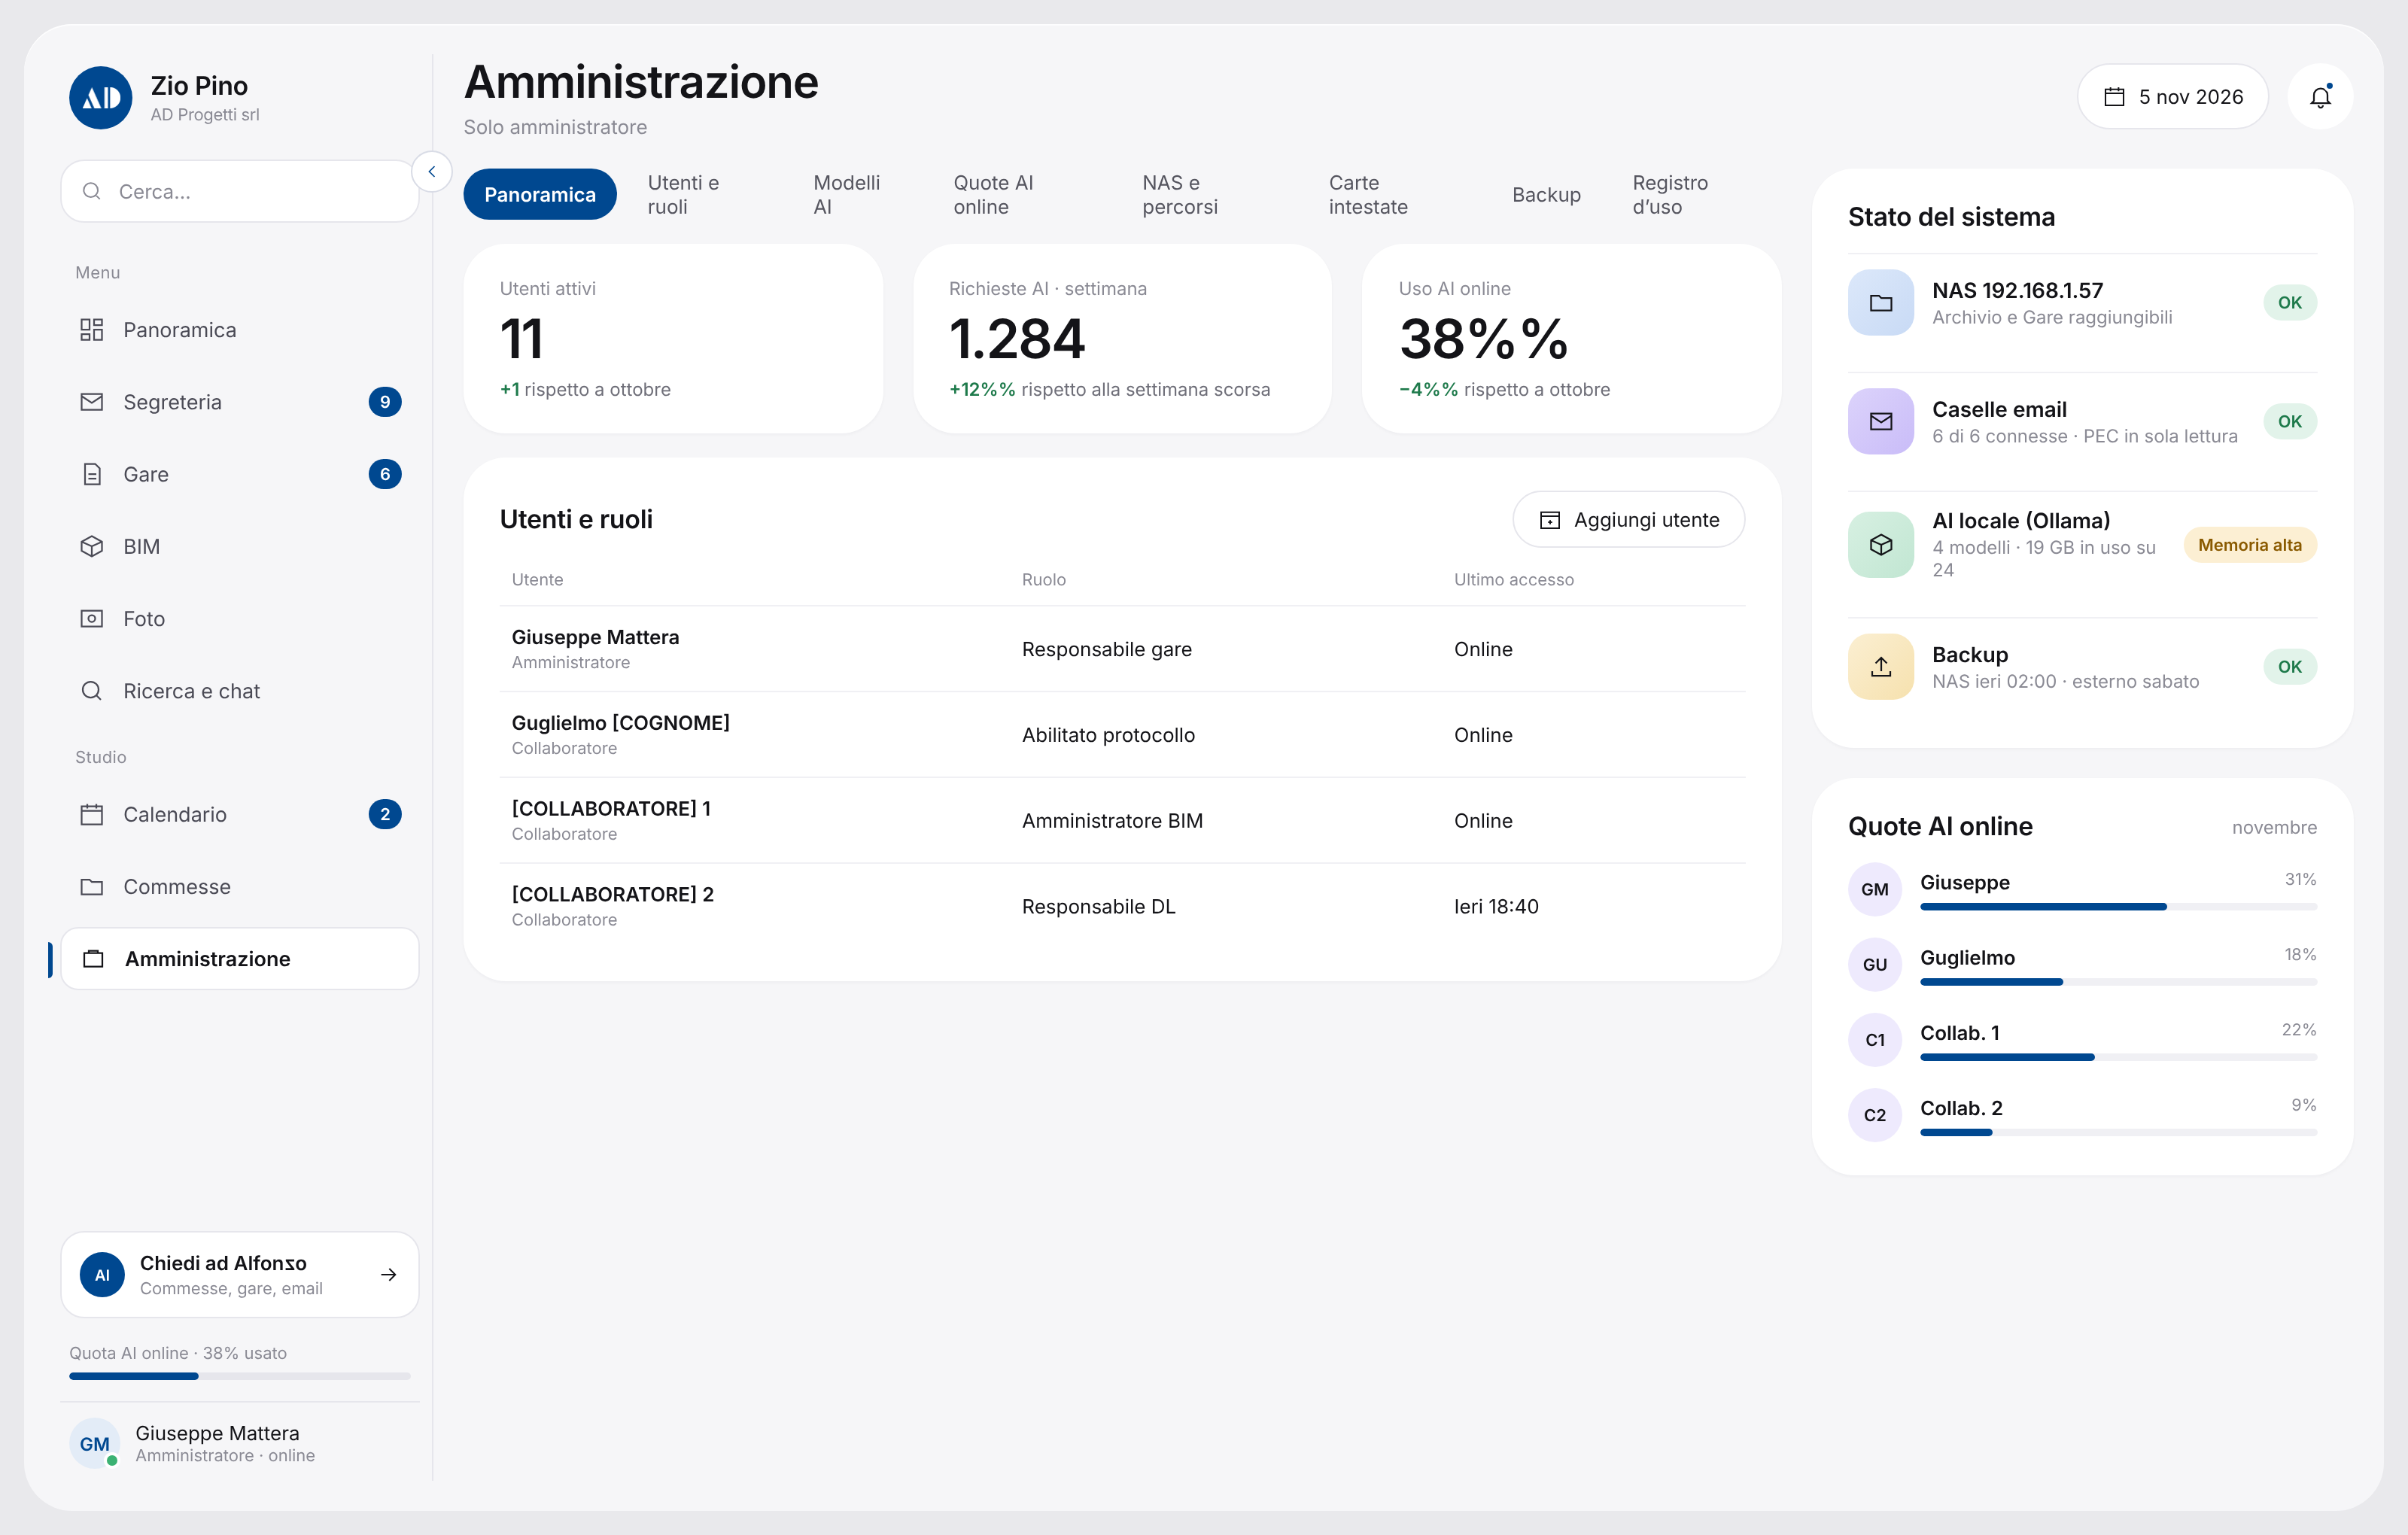 AD
Zio Pino
AD Progetti srl
Cerca...
Menu
Panoramica
Segreteria 9
Gare 6
BIM
Foto
Ricerca e chat
Studio
Calendario 2
Commesse
Amministrazione
AI
Chiedi ad Alfonzo
Commesse, gare, email
Quota AI online · 38% usato
GM
Giuseppe Mattera
Amministratore · online
Amministrazione
Solo amministratore
5 nov 2026
Panoramica
Utenti e
ruoli
Modelli
AI
Quote AI
online
NAS e
percorsi
Carte
intestate
Backup
Registro
d’uso
Utenti attivi
11
+1 rispetto a ottobre
Richieste AI · settimana
1.284
+12%% rispetto alla settimana scorsa
Uso AI online
38%%
−4%% rispetto a ottobre
Utenti e ruoli
Aggiungi utente
Utente Ruolo Ultimo accesso
Giuseppe Mattera
Amministratore
Responsabile gare
Online
Guglielmo [COGNOME]
Collaboratore
Abilitato protocollo
Online
[COLLABORATORE] 1
Collaboratore
Amministratore BIM
Online
[COLLABORATORE] 2
Collaboratore
Responsabile DL
Ieri 18:40
Stato del sistema
NAS 192.168.1.57
Archivio e Gare raggiungibili
OK
Caselle email
6 di 6 connesse · PEC in sola lettura
OK
AI locale (Ollama)
4 modelli · 19 GB in uso su
24
Memoria alta
Backup
NAS ieri 02:00 · esterno sabato
OK
Quote AI online
novembre
GM
Giuseppe
31%
GU
Guglielmo
18%
C1
Collab. 1
22%
C2
Collab. 2
9%